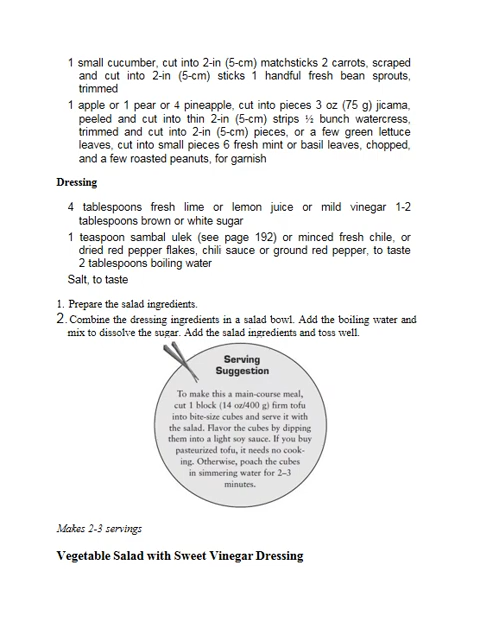 1 small cucumber, cut into 2-in (5-cm) matchsticks 2 carrots, scraped
and cut into 2-in (5-cm) sticks 1 handful fresh bean sprouts,
trimmed
1 apple or 1 pear or 4 pineapple, cut into pieces 3 oz (75 g) jicama,
peeled and cut into thin 2-in (5-cm) strips ½ bunch watercress,
trimmed and cut into 2-in (5-cm) pieces, or a few green lettuce
leaves, cut into small pieces 6 fresh mint or basil leaves, chopped,
and a few roasted peanuts, for garnish
Dressing
4 tablespoons fresh lime or lemon juice or mild vinegar 1-2
tablespoons brown or white sugar
1 teaspoon sambal ulek (see page 192) or minced fresh chile, or
dried red pepper flakes, chili sauce or ground red pepper, to taste
2 tablespoons boiling water
Salt, to taste
1. Prepare the salad ingredients.
2. Combine the dressing ingredients in a salad bowl. Add the boiling water and
mix to dissolve the sugar. Add the salad ingredients and toss well.
Serving
Suggestion
To make this a main-course meal,
cut 1 block (14 oz/400 g) firm tofu
into bite-size cubes and serve it with
the salad. Flavor the cubes by dipping
them into a light soy sauce. If you buy
pasteurized tofu, it needs no cook-
ing. Otherwise, poach the cubes
in simmering water for 2–3
minutes.
Makes 2-3 servings
Vegetable Salad with Sweet Vinegar Dressing